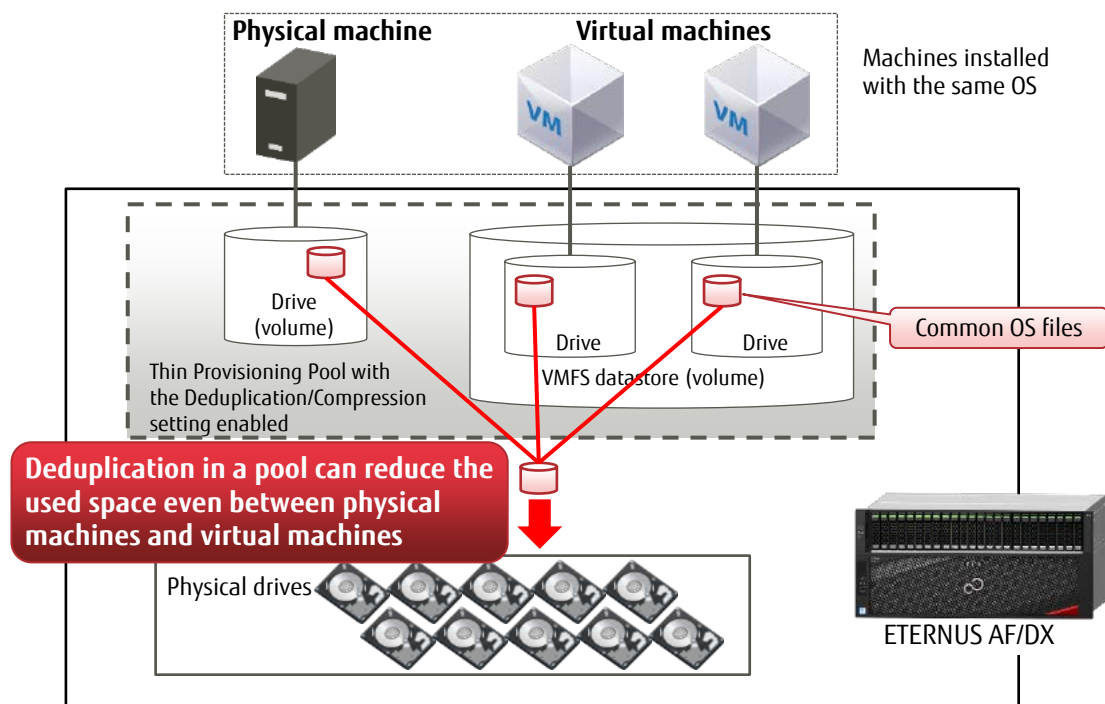 Physical machine
Virtual machines
Machines installed
with the same OS
VM
VM
Drive
(volume)
Drive
Drive
VMFS datastore (volume)
Common OS files
Thin Provisioning Pool with
the Deduplication/Compression
setting enabled
Deduplication in a pool can reduce the
used space even between physical
machines and virtual machines
Physical drives
ETERNUS AF/DX